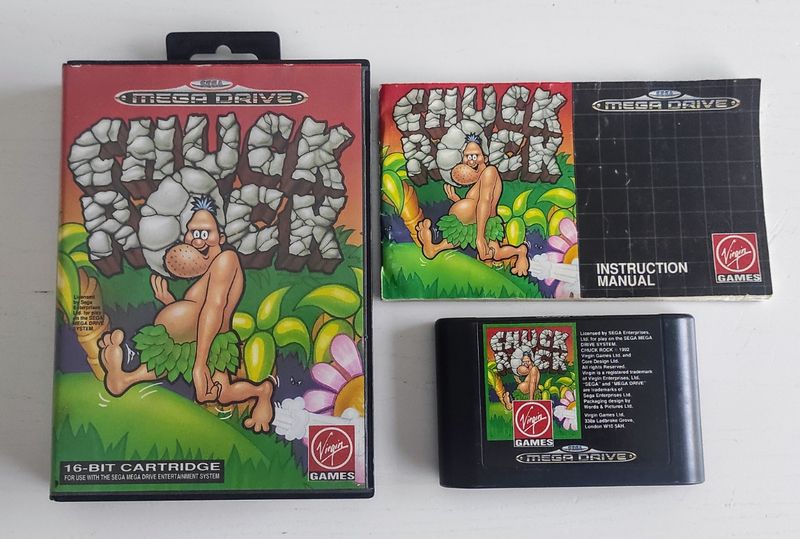 SEGA
MEGA DRIVE
CHUCK
ROCK
Licensed
by Sega
Enterprises
Ltd. for play
on the SEGA
MEGA DRIVE
SYSTEM
Virgin
GAMES
16-BIT CARTRIDGE
FOR USE WITH THE SEGA MEGA DRIVE ENTERTAINMENT SYSTEM
CHUCK
ROCK
SEGA
MEGA DRIVE
INSTRUCTION
MANUAL
Virgin
GAMES
CHUCK
ROCK
Virgin
GAMES
Licensed by SEGA Enterprises,
Ltd. for play on the SEGA MEGA
DRIVE SYSTEM.
CHUCK ROCK © 1992
Virgin Games Ltd. and
Core Design Ltd.
All rights Reserved.
Virgin is a registered trademark
of Virgin Enterprises, Ltd.
"SEGA" and "MEGA DRIVE"
are trademarks of
Sega Enterprises Ltd.
Packaging design by
Words & Pictures Ltd.
Virgin Games Ltd,
338a Ladbroke Grove,
London W10 5AH.
SEGA
MEGA DRIVE